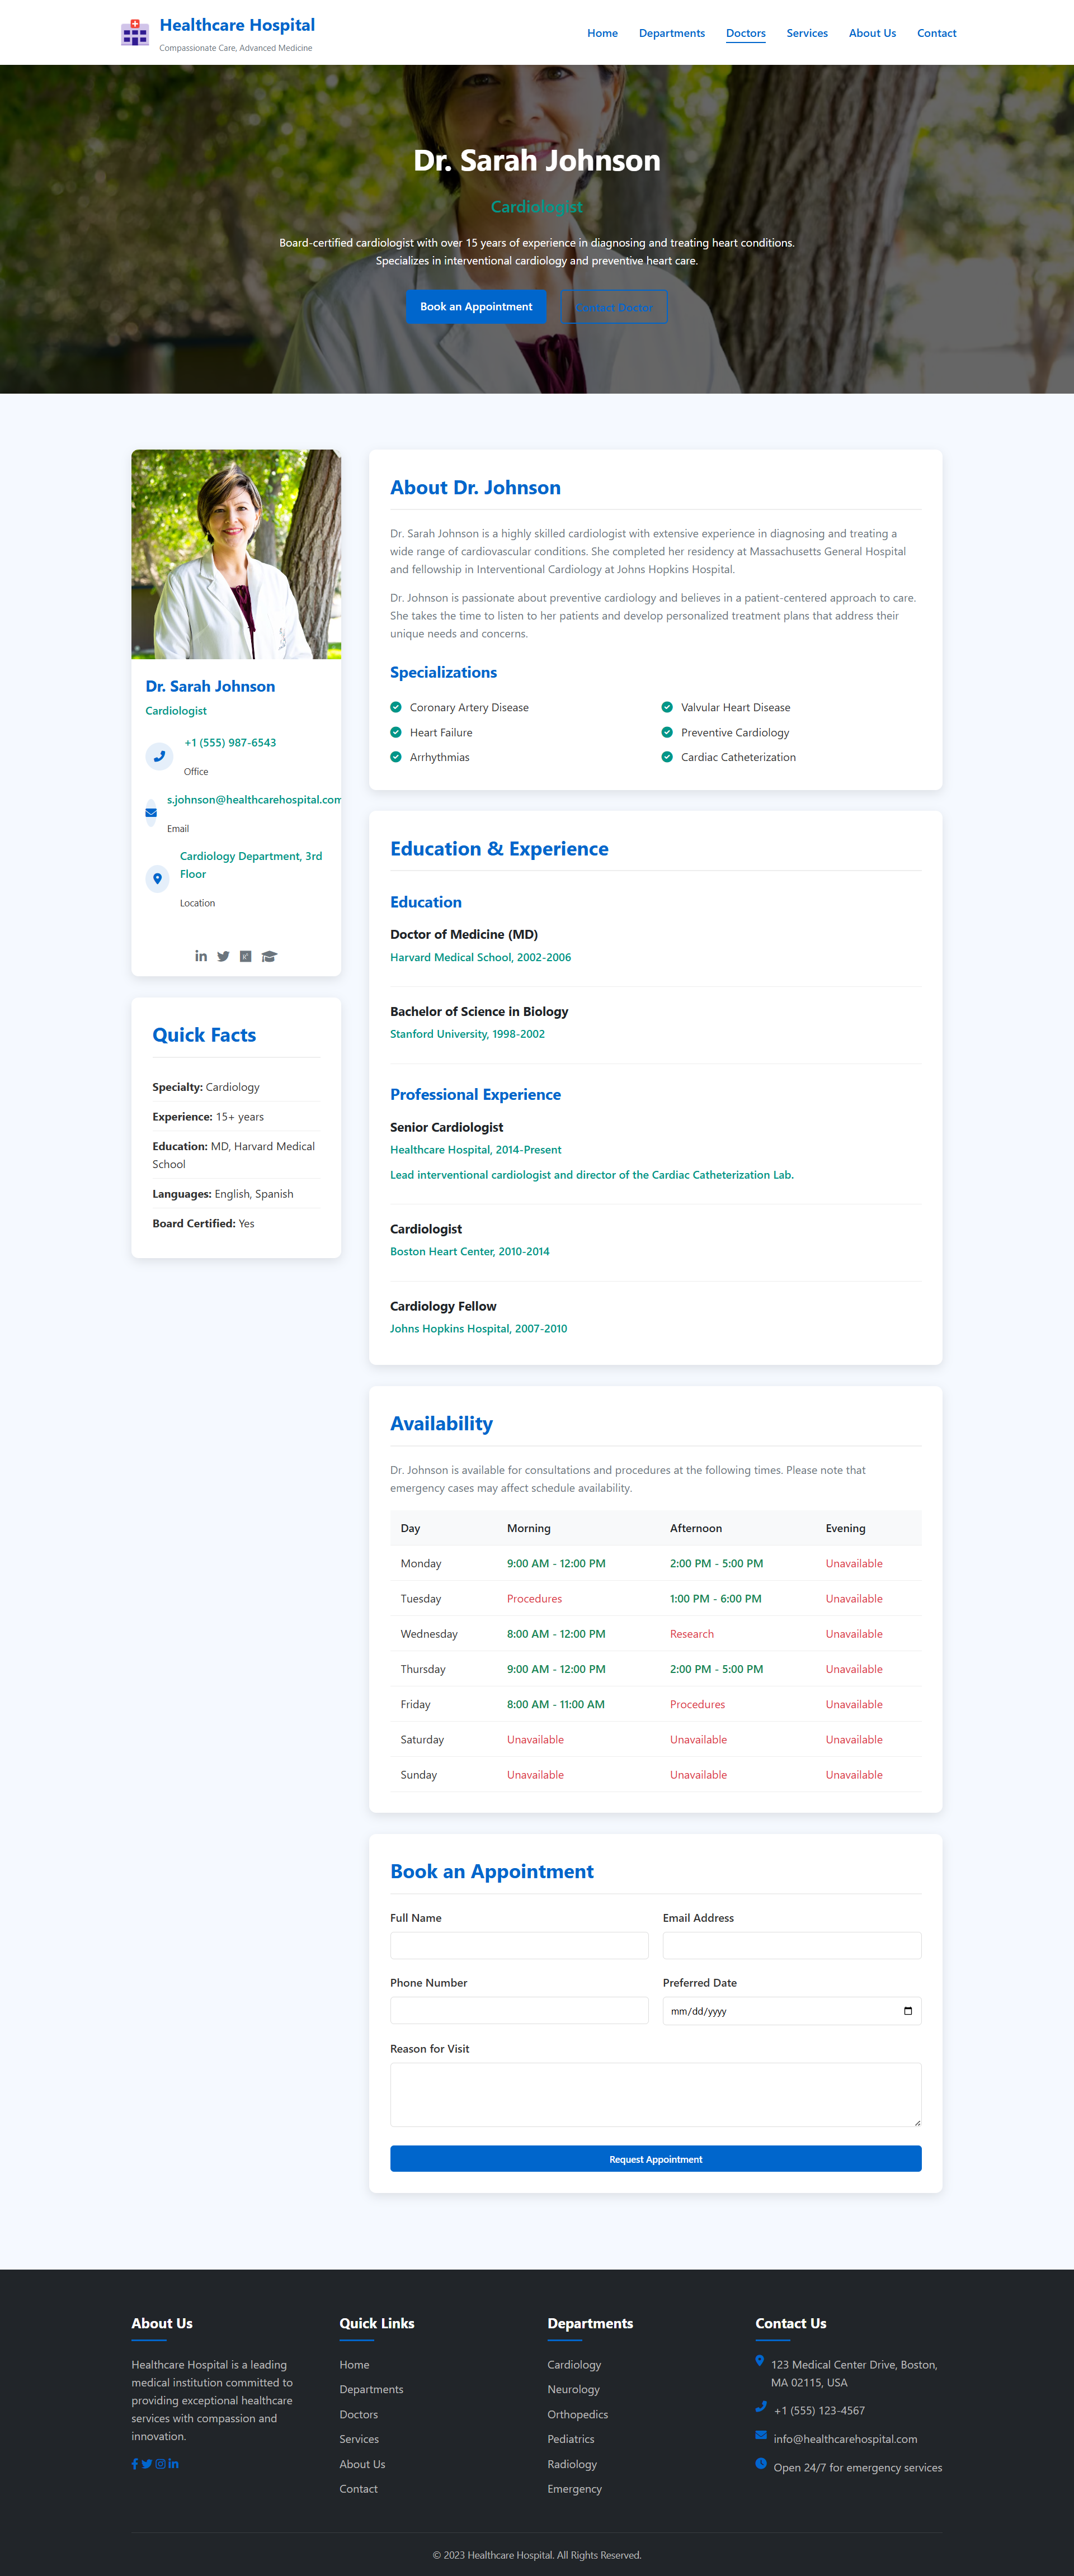 Healthcare Hospital
Compassionate Care, Advanced Medicine
Home
Departments
Doctors
Services
About Us
Contact
Dr. Sarah Johnson
Cardiologist
Board-certified cardiologist with over 15 years of experience in diagnosing and treating heart conditions.
Specializes in interventional cardiology and preventive heart care.
Book an Appointment
Contact Doctor
Dr. Sarah Johnson
Cardiologist
+1 (555) 987-6543
Office
s.johnson@healthcarehospital.com
Email
Cardiology Department, 3rd
Floor
Location
Quick Facts
Specialty: Cardiology
Experience: 15+ years
Education: MD, Harvard Medical
School
Languages: English, Spanish
Board Certified: Yes
About Dr. Johnson
Dr. Sarah Johnson is a highly skilled cardiologist with extensive experience in diagnosing and treating a
wide range of cardiovascular conditions. She completed her residency at Massachusetts General Hospital
and fellowship in Interventional Cardiology at Johns Hopkins Hospital.
Dr. Johnson is passionate about preventive cardiology and believes in a patient-centered approach to care.
She takes the time to listen to her patients and develop personalized treatment plans that address their
unique needs and concerns.
Specializations
Coronary Artery Disease
Valvular Heart Disease
Heart Failure
Preventive Cardiology
Arrhythmias
Cardiac Catheterization
Education & Experience
Education
Doctor of Medicine (MD)
Harvard Medical School, 2002-2006
Bachelor of Science in Biology
Stanford University, 1998-2002
Professional Experience
Senior Cardiologist
Healthcare Hospital, 2014-Present
Lead interventional cardiologist and director of the Cardiac Catheterization Lab.
Cardiologist
Boston Heart Center, 2010-2014
Cardiology Fellow
Johns Hopkins Hospital, 2007-2010
Availability
Dr. Johnson is available for consultations and procedures at the following times. Please note that
emergency cases may affect schedule availability.
Day Morning Afternoon Evening
Monday 9:00 AM - 12:00 PM 2:00 PM - 5:00 PM Unavailable
Tuesday Procedures 1:00 PM - 6:00 PM Unavailable
Wednesday 8:00 AM - 12:00 PM Research Unavailable
Thursday 9:00 AM - 12:00 PM 2:00 PM - 5:00 PM Unavailable
Friday 8:00 AM - 11:00 AM Procedures Unavailable
Saturday Unavailable Unavailable Unavailable
Sunday Unavailable Unavailable Unavailable
Book an Appointment
Full Name
Email Address
Phone Number
Preferred Date
mm/dd/yyyy
Reason for Visit
Request Appointment
About Us
Healthcare Hospital is a leading
medical institution committed to
providing exceptional healthcare
services with compassion and
innovation.
Quick Links
Home
Departments
Doctors
Services
About Us
Contact
Departments
Cardiology
Neurology
Orthopedics
Pediatrics
Radiology
Emergency
Contact Us
123 Medical Center Drive, Boston,
MA 02115, USA
+1 (555) 123-4567
info@healthcarehospital.com
Open 24/7 for emergency services
© 2023 Healthcare Hospital. All Rights Reserved.